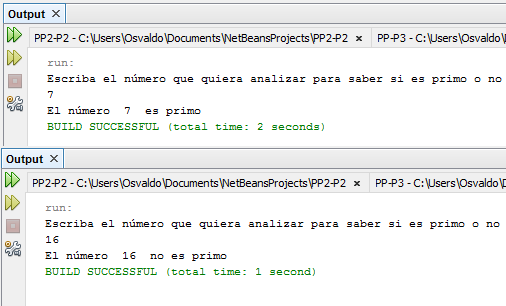 Output ×
PP2-P2 - C:\Users\Osvaldo\Documents\NetBeansProjects\PP2-P2 × PP-P3 - C:\Users\Osvaldo\D
run:
Escriba el número que quiera analizar para saber si es primo o no
7
El número  7  es primo
BUILD SUCCESSFUL (total time: 2 seconds)
Output ×
PP2-P2 - C:\Users\Osvaldo\Documents\NetBeansProjects\PP2-P2 × PP-P3 - C:\Users\Osvaldo\D
run:
Escriba el número que quiera analizar para saber si es primo o no
16
El número  16  no es primo
BUILD SUCCESSFUL (total time: 1 second)